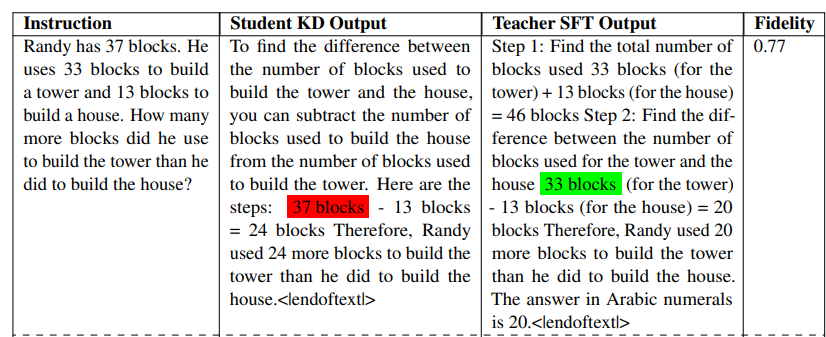 Instruction
Student KD Output
Teacher SFT Output
Fidelity
Randy has 37 blocks. He
uses 33 blocks to build
a tower and 13 blocks to
build a house. How many
more blocks did he use
to build the tower than he
did to build the house?
To find the difference between
the number of blocks used to
build the tower and the house,
you can subtract the number of
blocks used to build the house
from the number of blocks used
to build the tower. Here are the
steps: 37 blocks - 13 blocks
= 24 blocks Therefore, Randy
used 24 more blocks to build the
tower than he did to build the
house.<lendoftextl>
Step 1: Find the total number of
blocks used 33 blocks (for the
tower) + 13 blocks (for the house)
= 46 blocks Step 2: Find the dif-
ference between the number of
blocks used for the tower and the
house 33 blocks (for the tower)
- 13 blocks (for the house) = 20
blocks Therefore, Randy used 20
more blocks to build the tower
than he did to build the house.
The answer in Arabic numerals
is 20.<lendoftextl>
0.77